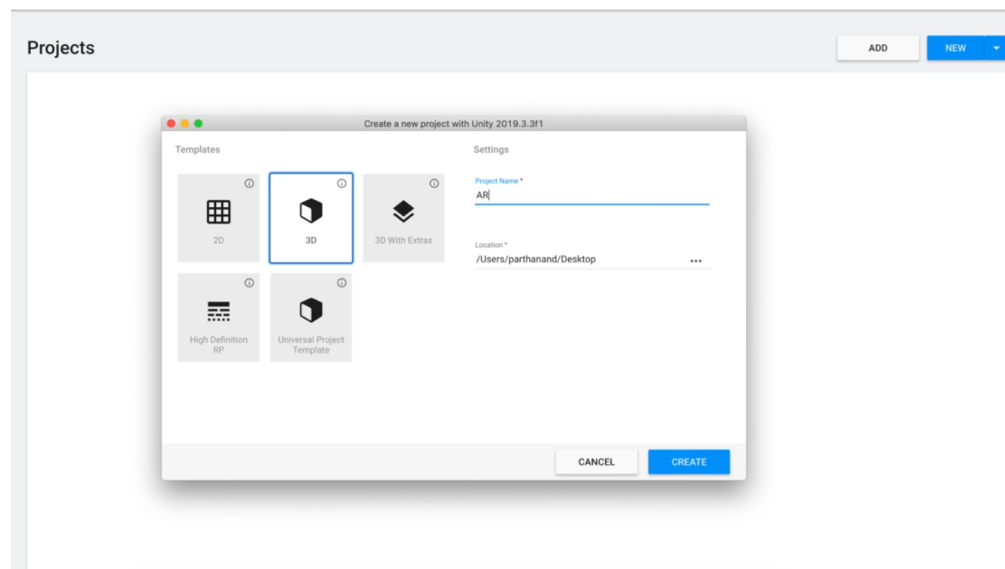 Projects
ADD
NEW
Create a new project with Unity 2019.3.3f1
Templates
Settings
2D
3D
3D With Extras
High Definition
RP
Universal Project
Template
Project Name *
AR
Location *
/Users/parthanand/Desktop
CANCEL
CREATE